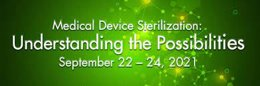 Medical Device Sterilization:
Understanding the Possibilities
September 22 – 24, 2021